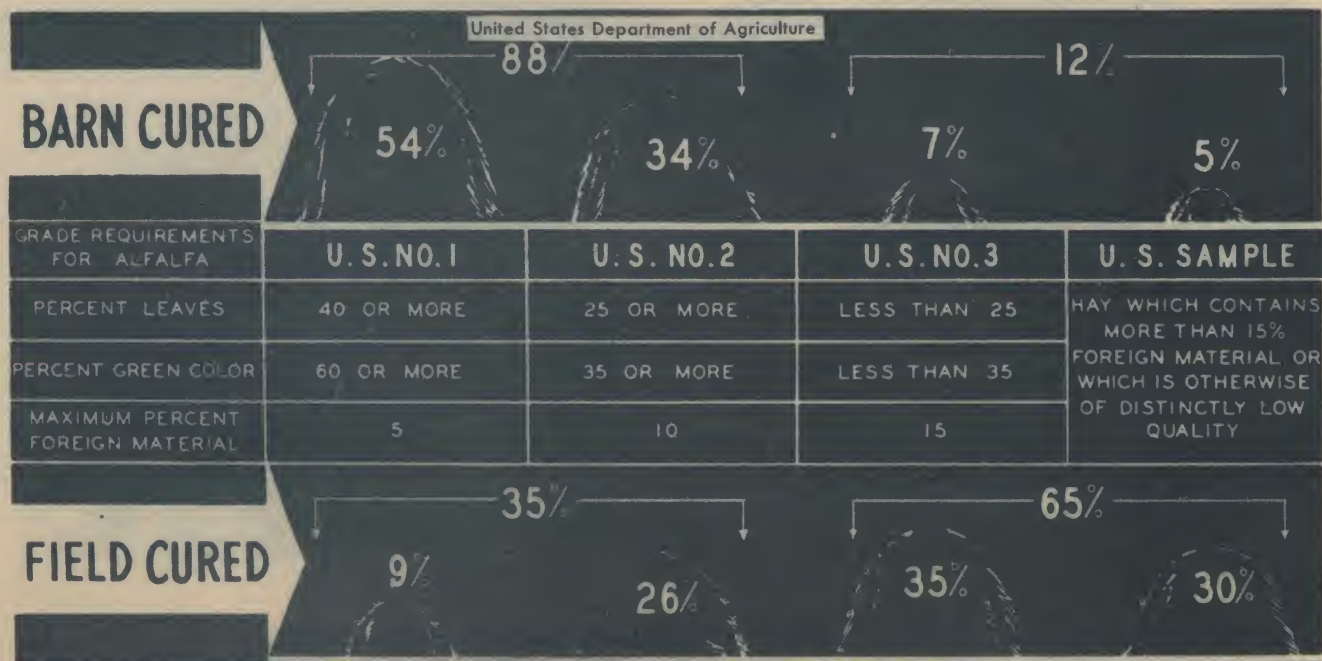 United States Department of Agriculture
88%
12%
BARN CURED
54%
34%
7%
5%
GRADE REQUIREMENTS
FOR ALFALFA
U.S. NO. 1
U.S. NO. 2
U.S. NO. 3
U. S. SAMPLE
PERCENT LEAVES
40 OR MORE
25 OR MORE
LESS THAN 25
HAY WHICH CONTAINS
MORE THAN 15%
FOREIGN MATERIAL OR
WHICH IS OTHERWISE
OF DISTINCTLY LOW
QUALITY
PERCENT GREEN COLOR
60 OR MORE
35 OR MORE
LESS THAN 35
MAXIMUM PERCENT
FOREIGN MATERIAL
5
10
15
35%
65%
FIELD CURED
9%
26%
35%
30%